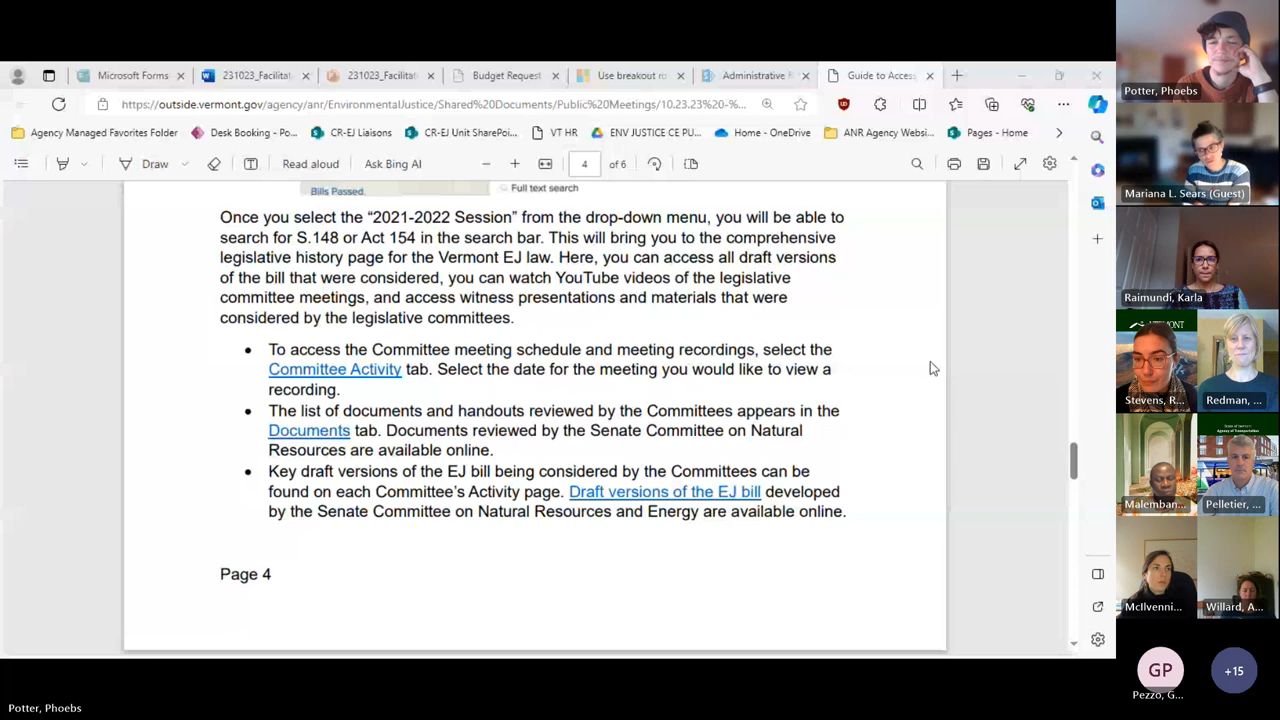 Microsoft Forms
231023_Facilitat
231023_Facilitat
Budget Request
Use breakout ro
Administrative R
Guide to Access
https://outside.vermont.gov/agency/anr/EnvironmentalJustice/Shared%20Documents/Public%20Meetings/10.23.23%20-%...
Agency Managed Favorites Folder
Desk Booking - Po...
CR-EJ Liaisons
CR-EJ Unit SharePoi...
VT HR
ENV JUSTICE CE PU...
Home - OneDrive
ANR Agency Websi...
Pages - Home
Draw
Read aloud
Ask Bing AI
4
of 6
Bills Passed
Full text search
Once you select the “2021-2022 Session” from the drop-down menu, you will be able to
search for S.148 or Act 154 in the search bar. This will bring you to the comprehensive
legislative history page for the Vermont EJ law. Here, you can access all draft versions
of the bill that were considered, you can watch YouTube videos of the legislative
committee meetings, and access witness presentations and materials that were
considered by the legislative committees.
• To access the Committee meeting schedule and meeting recordings, select the
Committee Activity tab. Select the date for the meeting you would like to view a
recording.
• The list of documents and handouts reviewed by the Committees appears in the
Documents tab. Documents reviewed by the Senate Committee on Natural
Resources are available online.
• Key draft versions of the EJ bill being considered by the Committees can be
found on each Committee’s Activity page. Draft versions of the EJ bill developed
by the Senate Committee on Natural Resources and Energy are available online.
Page 4
Potter, Phoebs
Mariana L. Sears (Guest)
Raimundi, Karla
VERMONT
Stevens, R...
Redman, ...
Malemban...
Pelletier, ...
McIlvenni...
Willard, A...
GP
Pezzo, G...
+15
Potter, Phoebs